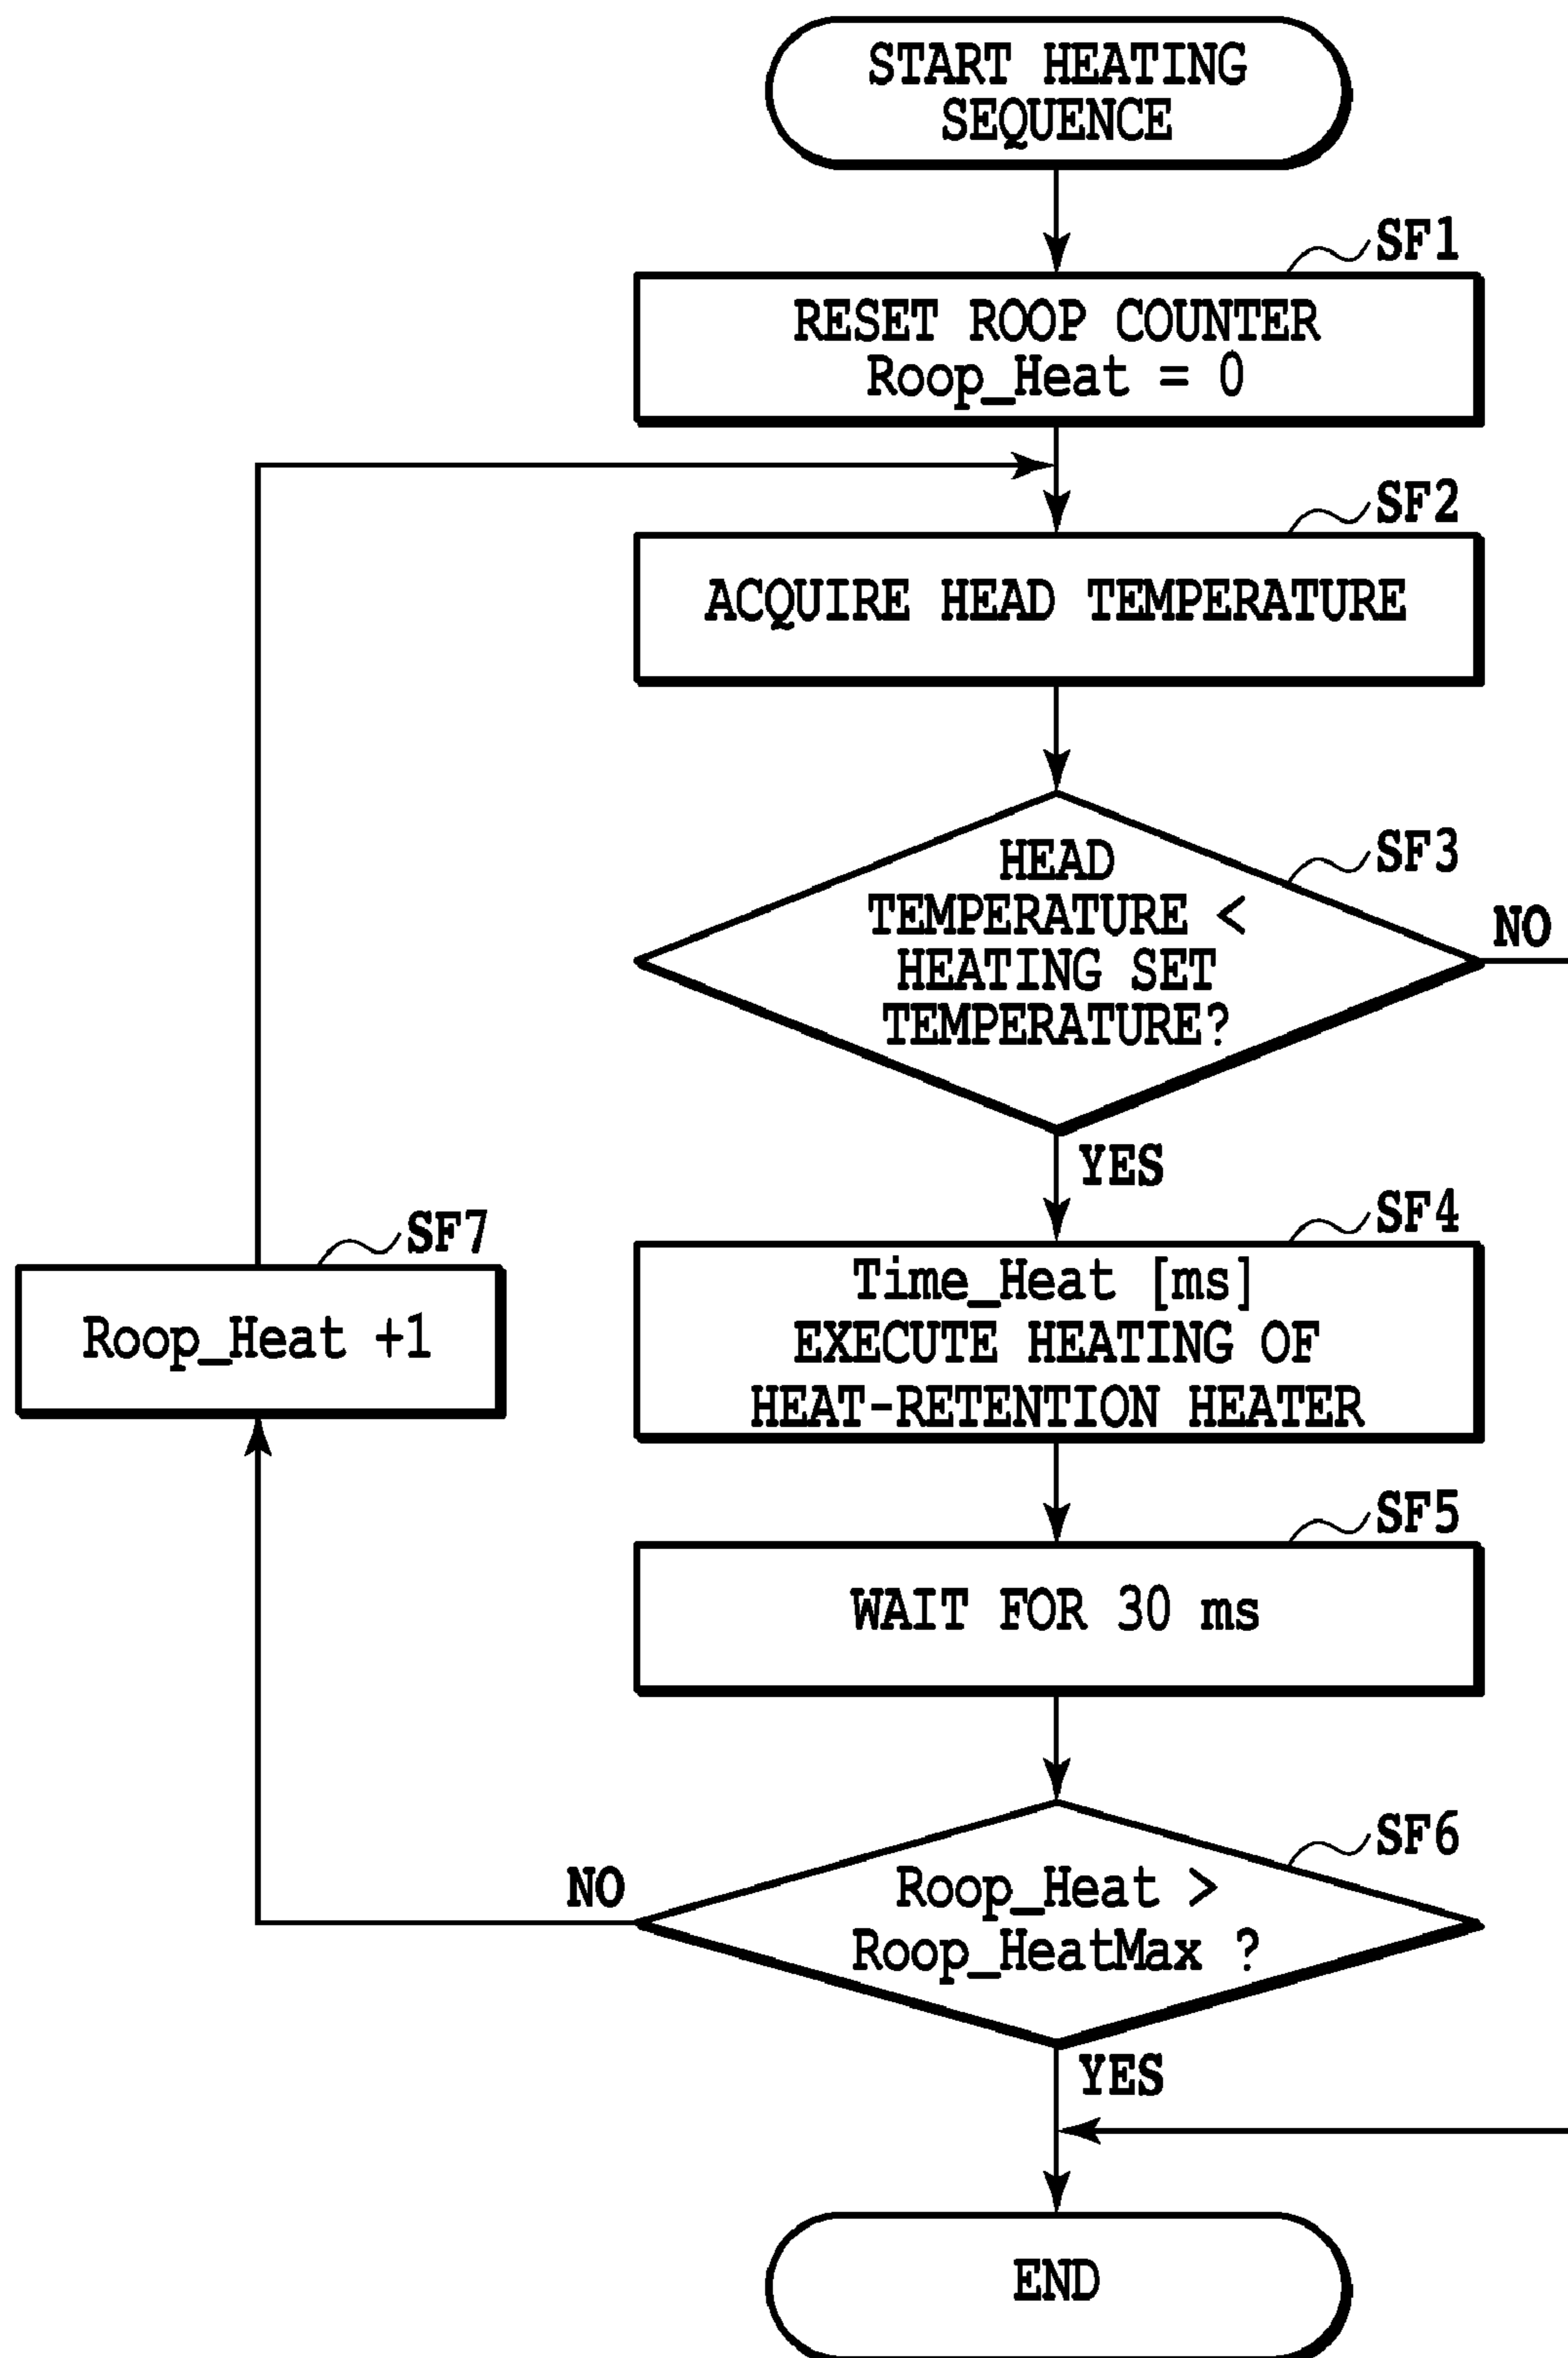 START HEATING
SEQUENCE
SF1
RESET ROOP COUNTER
Roop_Heat = 0
SF2
ACQUIRE HEAD TEMPERATURE
SF3
HEAD
TEMPERATURE <
HEATING SET
TEMPERATURE?
NO
YES
SF4
Time_Heat [ms]
EXECUTE HEATING OF
HEAT-RETENTION HEATER
SF7
Roop_Heat +1
SF5
WAIT FOR 30 ms
SF6
Roop_Heat >
Roop_HeatMax ?
NO
YES
END